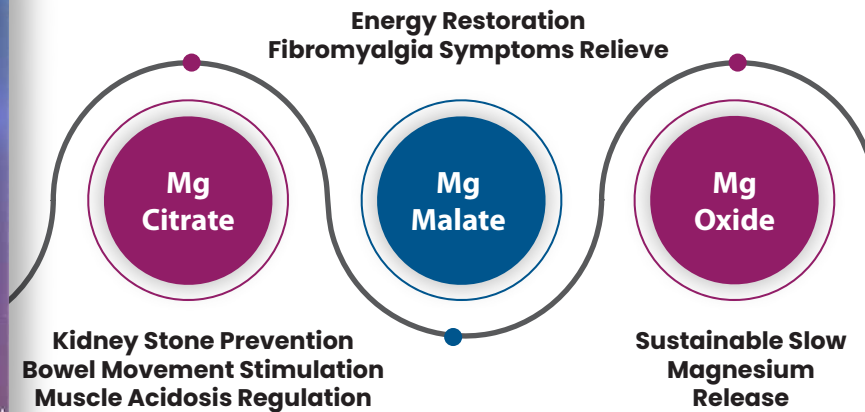 Energy Restoration
Fibromyalgia Symptoms Relieve
Mg
Citrate
Mg
Malate
Mg
Oxide
Kidney Stone Prevention
Bowel Movement Stimulation
Muscle Acidosis Regulation
Sustainable Slow
Magnesium
Release